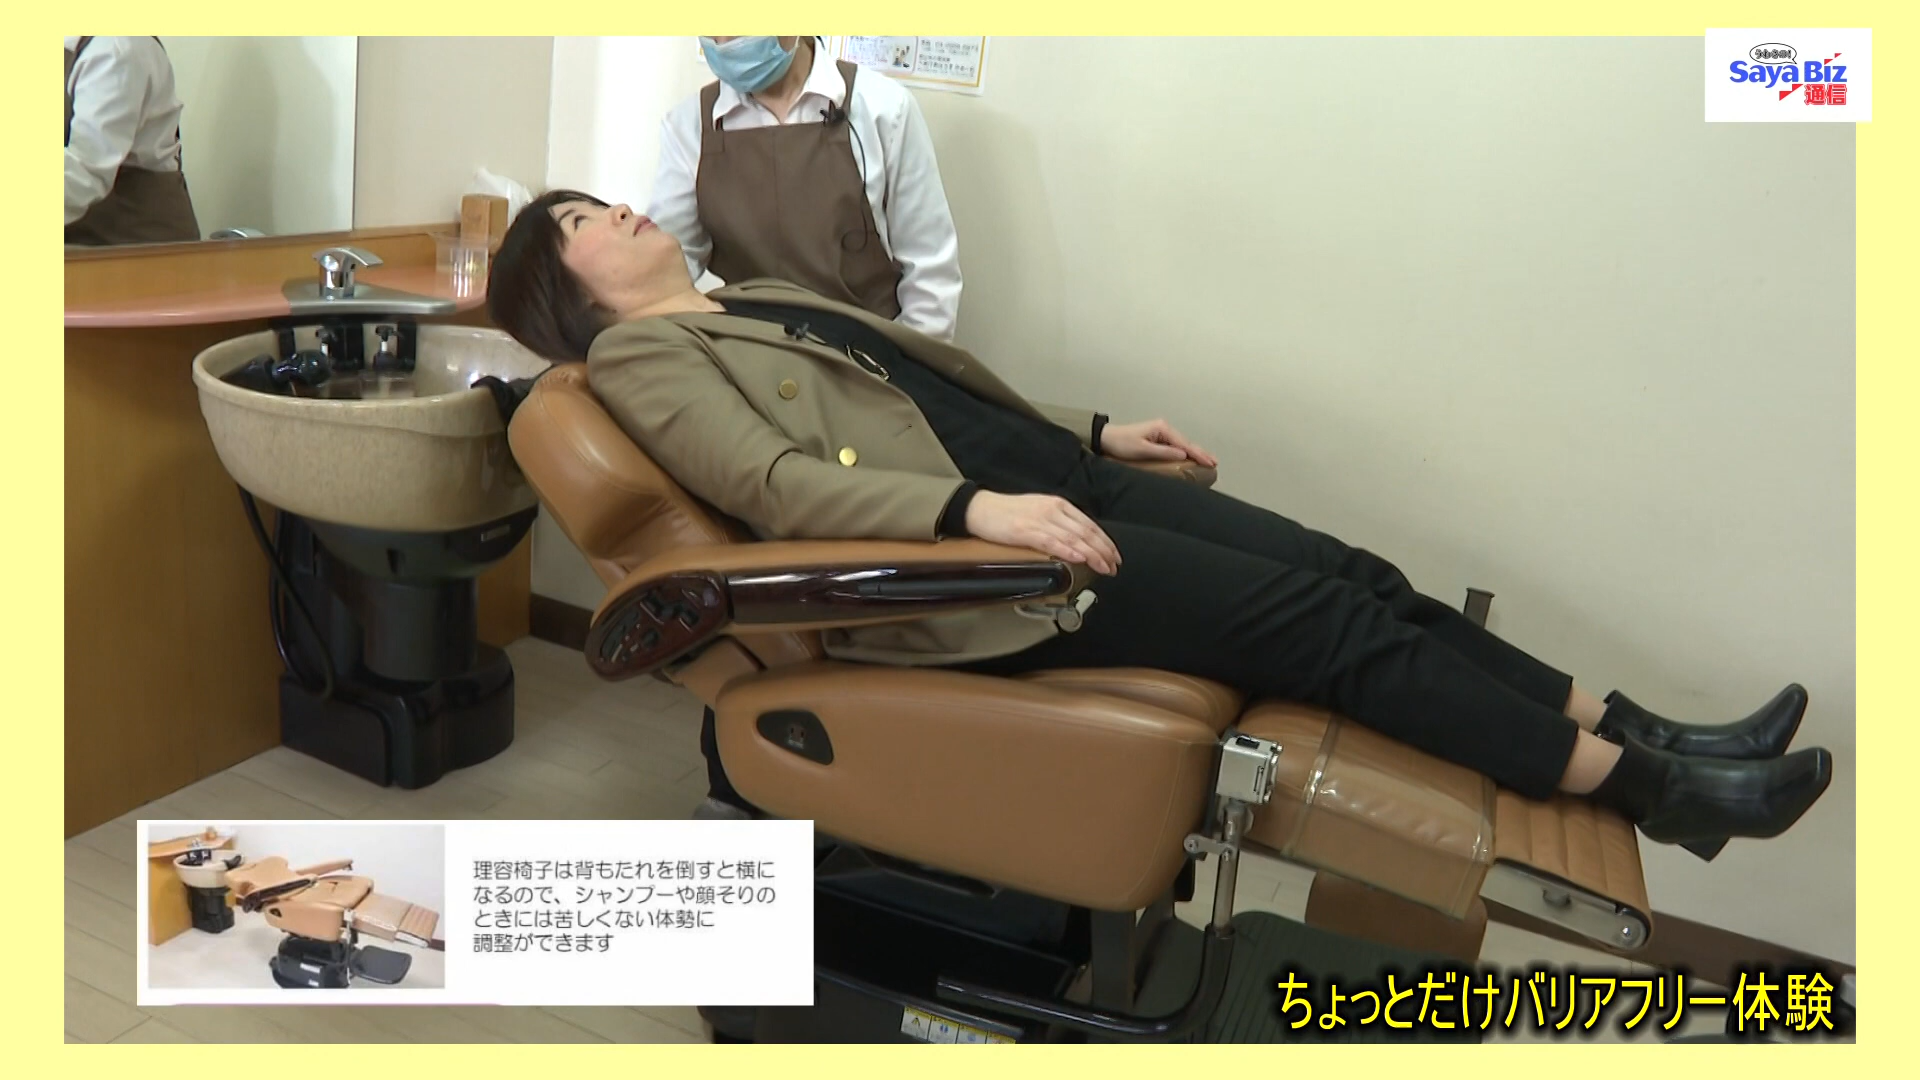 SayaBiz
通信
理容椅子は背もたれを倒すと横に
なるので、シャンプーや顔そりの
ときには苦しくない体勢に
調整ができます
ちょっとだけバリアフリー体験